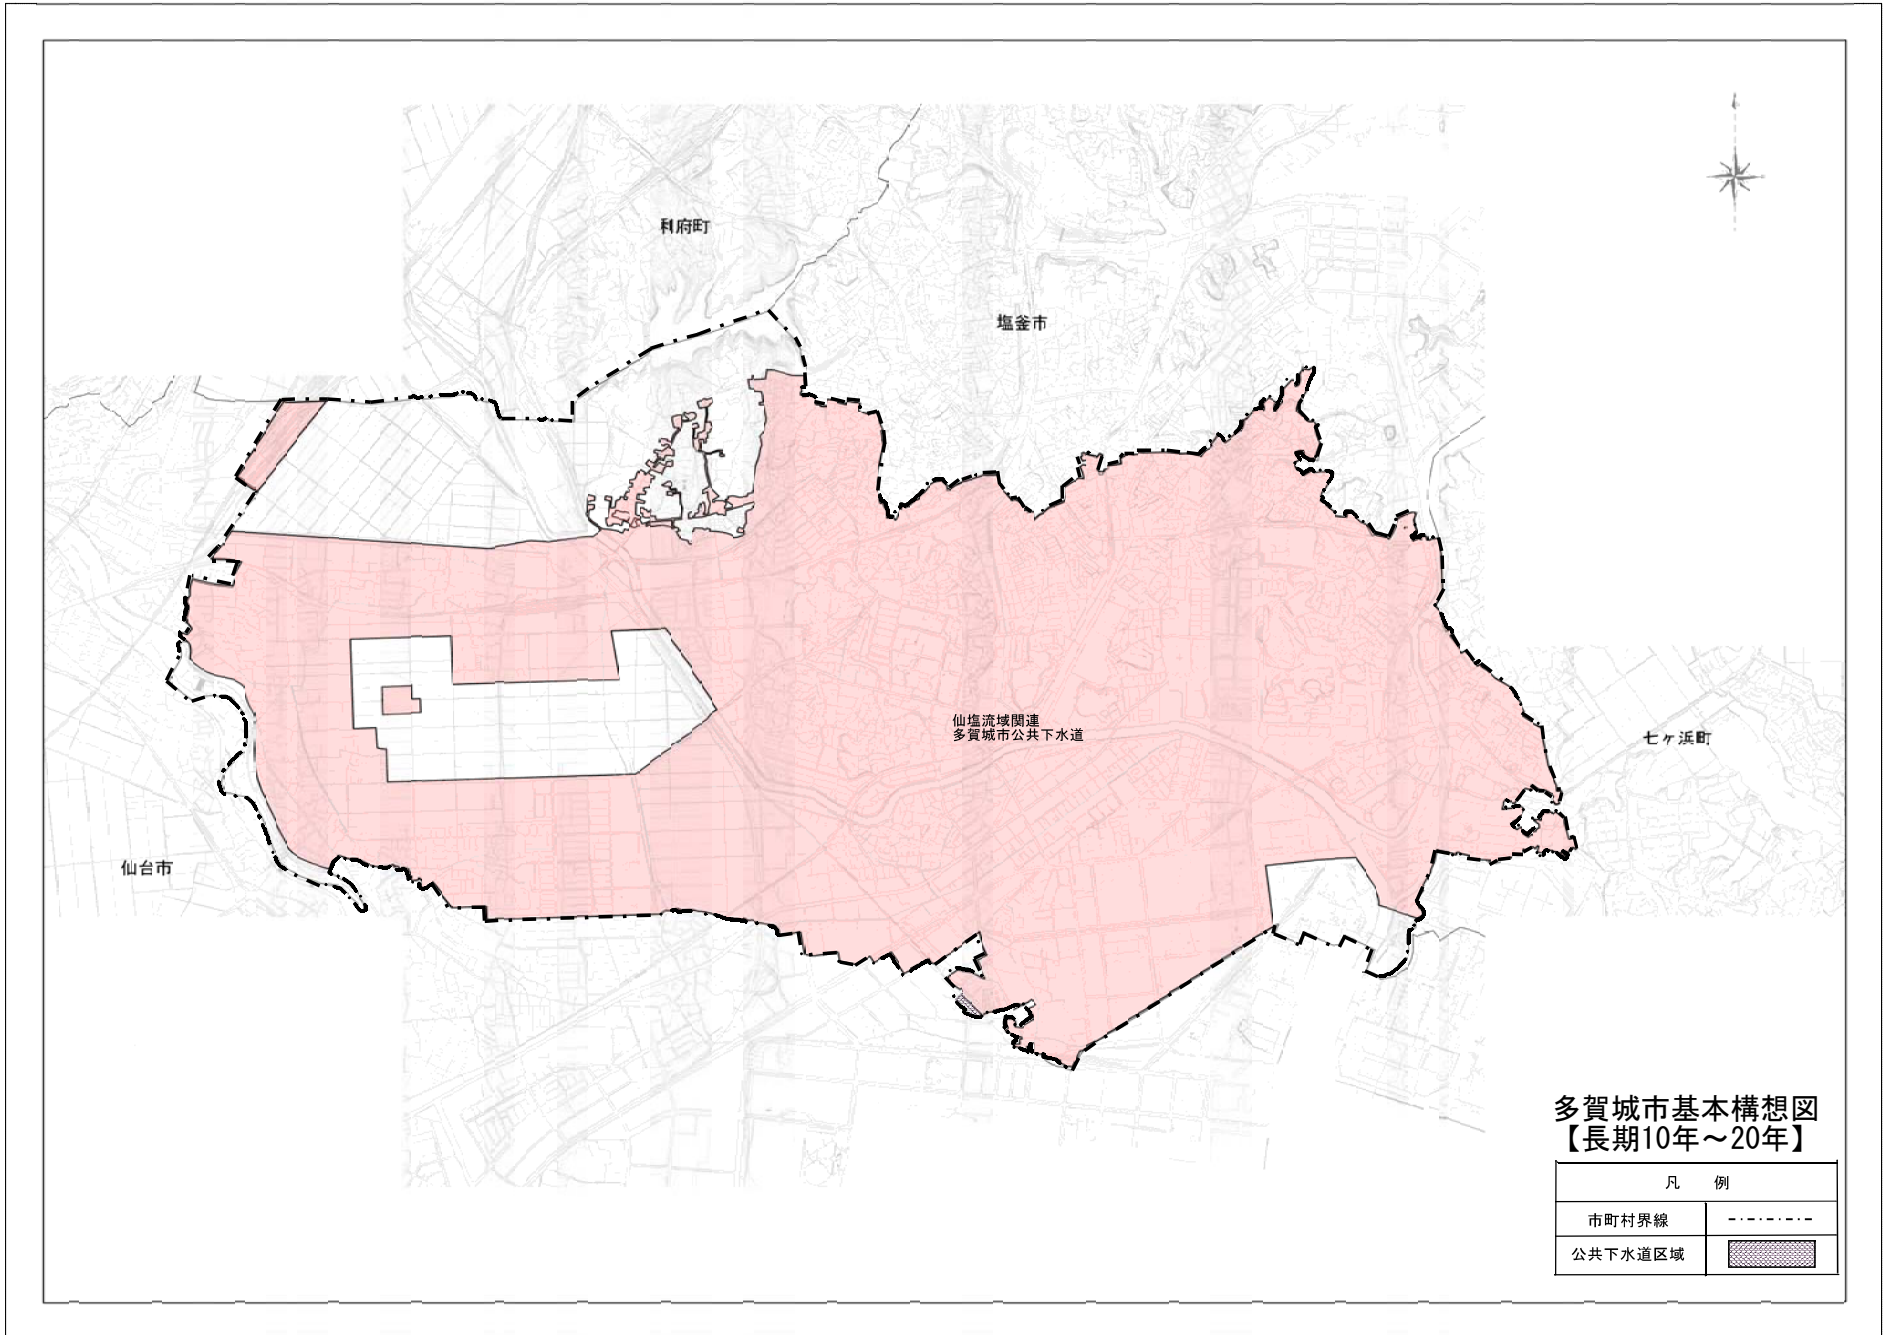 利府町
塩釜市
仙塩流域関連
多賀城市公共下水道
七ヶ浜町
仙台市
多賀城市基本構想図
【長期10年～20年】
凡　例
市町村界線
公共下水道区域